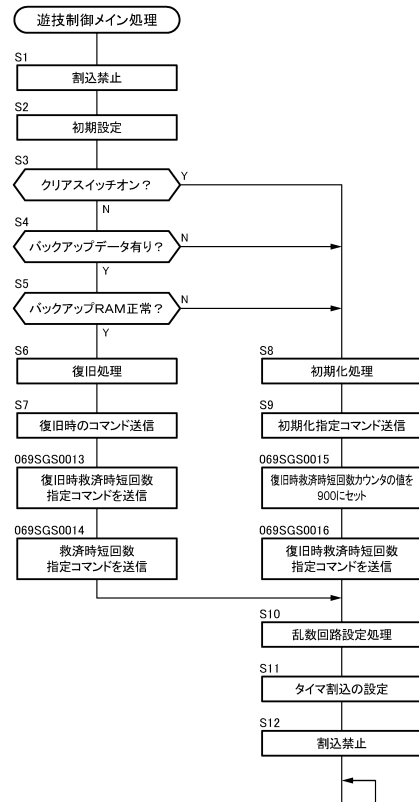 遊技制御メイン処理
S1
割込禁止
S2
初期設定
S3
クリアスイッチオン?
Y
N
S4
バックアップデータ有り?
N
Y
S5
バックアップRAM正常?
N
Y
S6
復旧処理
S7
復旧時のコマンド送信
069SGS0013
復旧時救済時短回数
指定コマンドを送信
069SGS0014
救済時短回数
指定コマンドを送信
S8
初期化処理
S9
初期化指定コマンド送信
069SGS0015
復旧時救済時短回数カウンタの値を
900にセット
069SGS0016
復旧時救済時短回数
指定コマンドを送信
S10
乱数回路設定処理
S11
タイマ割込の設定
S12
割込禁止